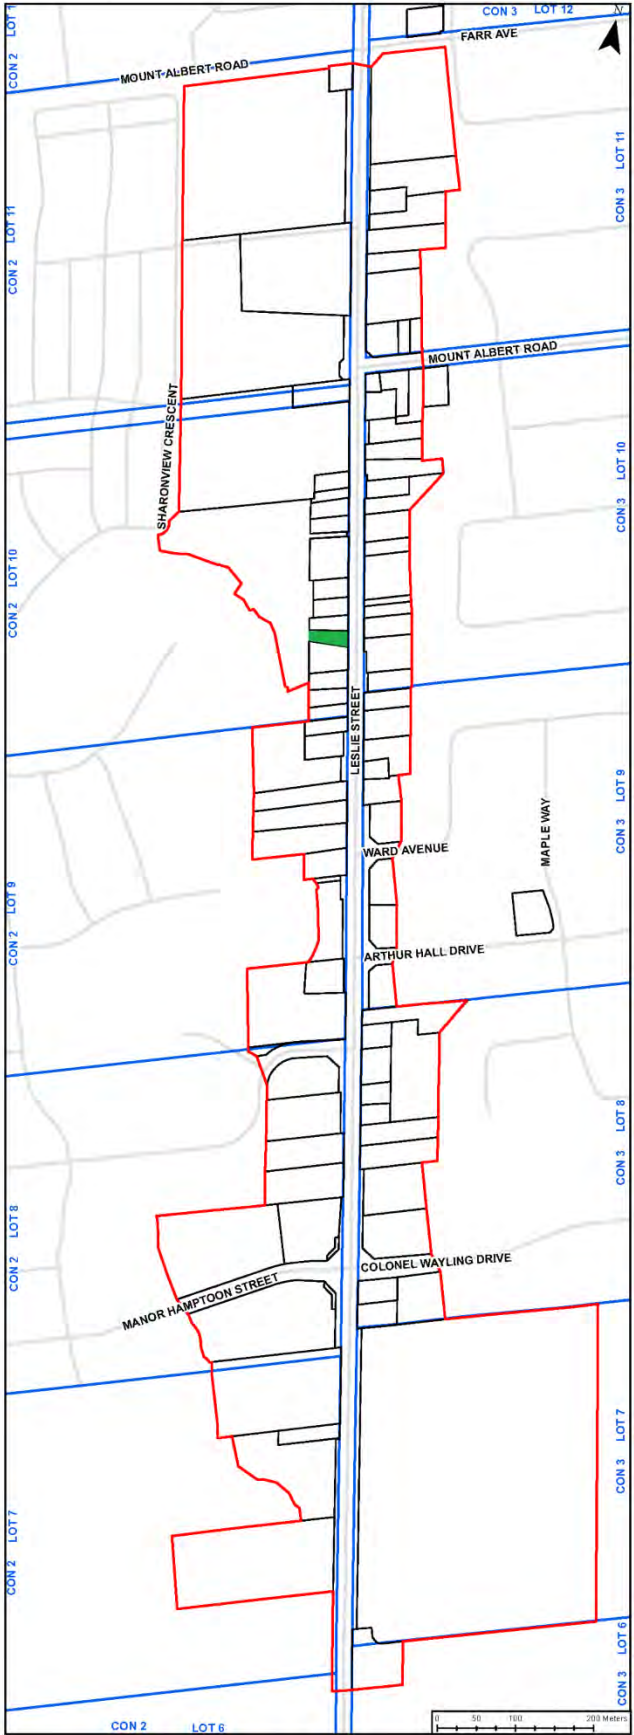 CON 3 LOT 12
N
FARR AVE
MOUNT ALBERT ROAD
CON 2 LOT 1
CON 3 LOT 11
CON 2 LOT 11
MOUNT ALBERT ROAD
SHARONVIEW CRESCENT
CON 3 LOT 10
CON 2 LOT 10
LESLIE STREET
CON 3 LOT 9
MAPLE WAY
WARD AVENUE
CON 2 LOT 9
ARTHUR HALL DRIVE
CON 3 LOT 8
CON 2 LOT 8
COLONEL WAYLING DRIVE
MANOR HAMPTOON STREET
CON 3 LOT 7
CON 2 LOT 7
CON 3 LOT 6
CON 2 LOT 6
0 50 100 200 Meters